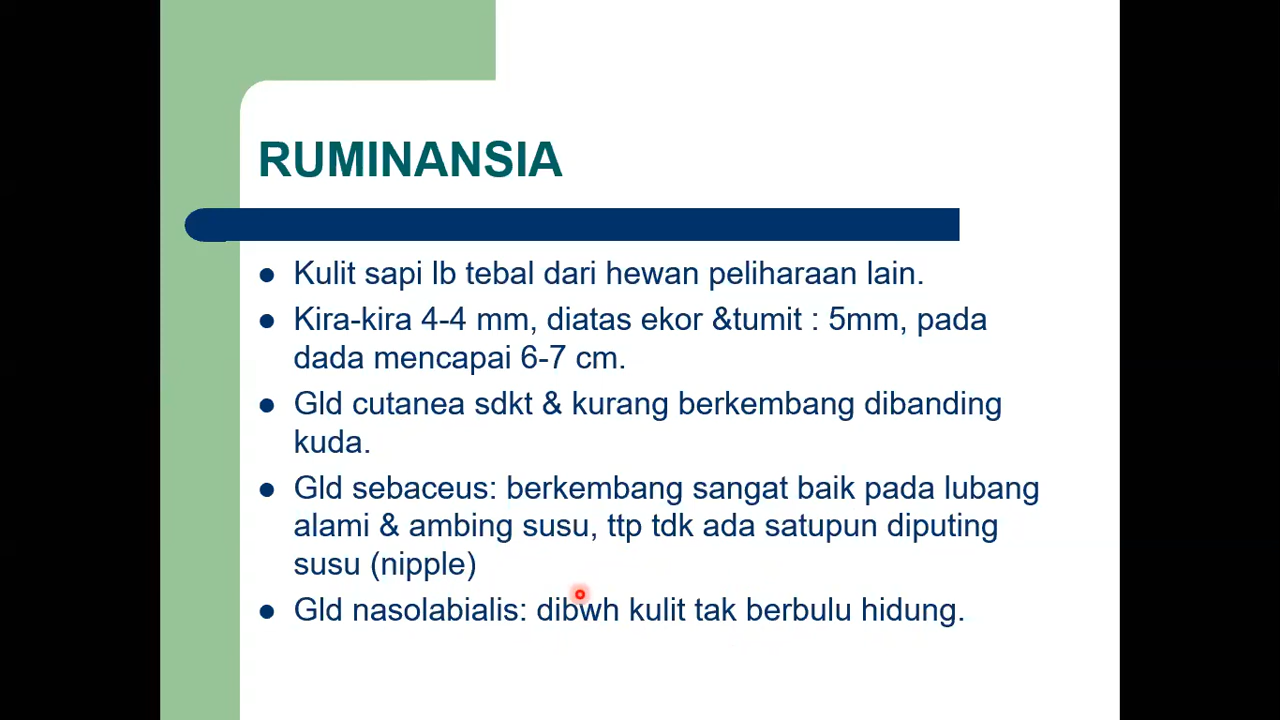 RUMINANSIA
Kulit sapi lb tebal dari hewan peliharaan lain.
Kira-kira 4-4 mm, diatas ekor &tumit : 5mm, pada
dada mencapai 6-7 cm.
Gld cutanea sdkt & kurang berkembang dibanding
kuda.
Gld sebaceus: berkembang sangat baik pada lubang
alami & ambing susu, ttp tdk ada satupun diputing
susu (nipple)
Gld nasolabialis: dibwh kulit tak berbulu hidung.